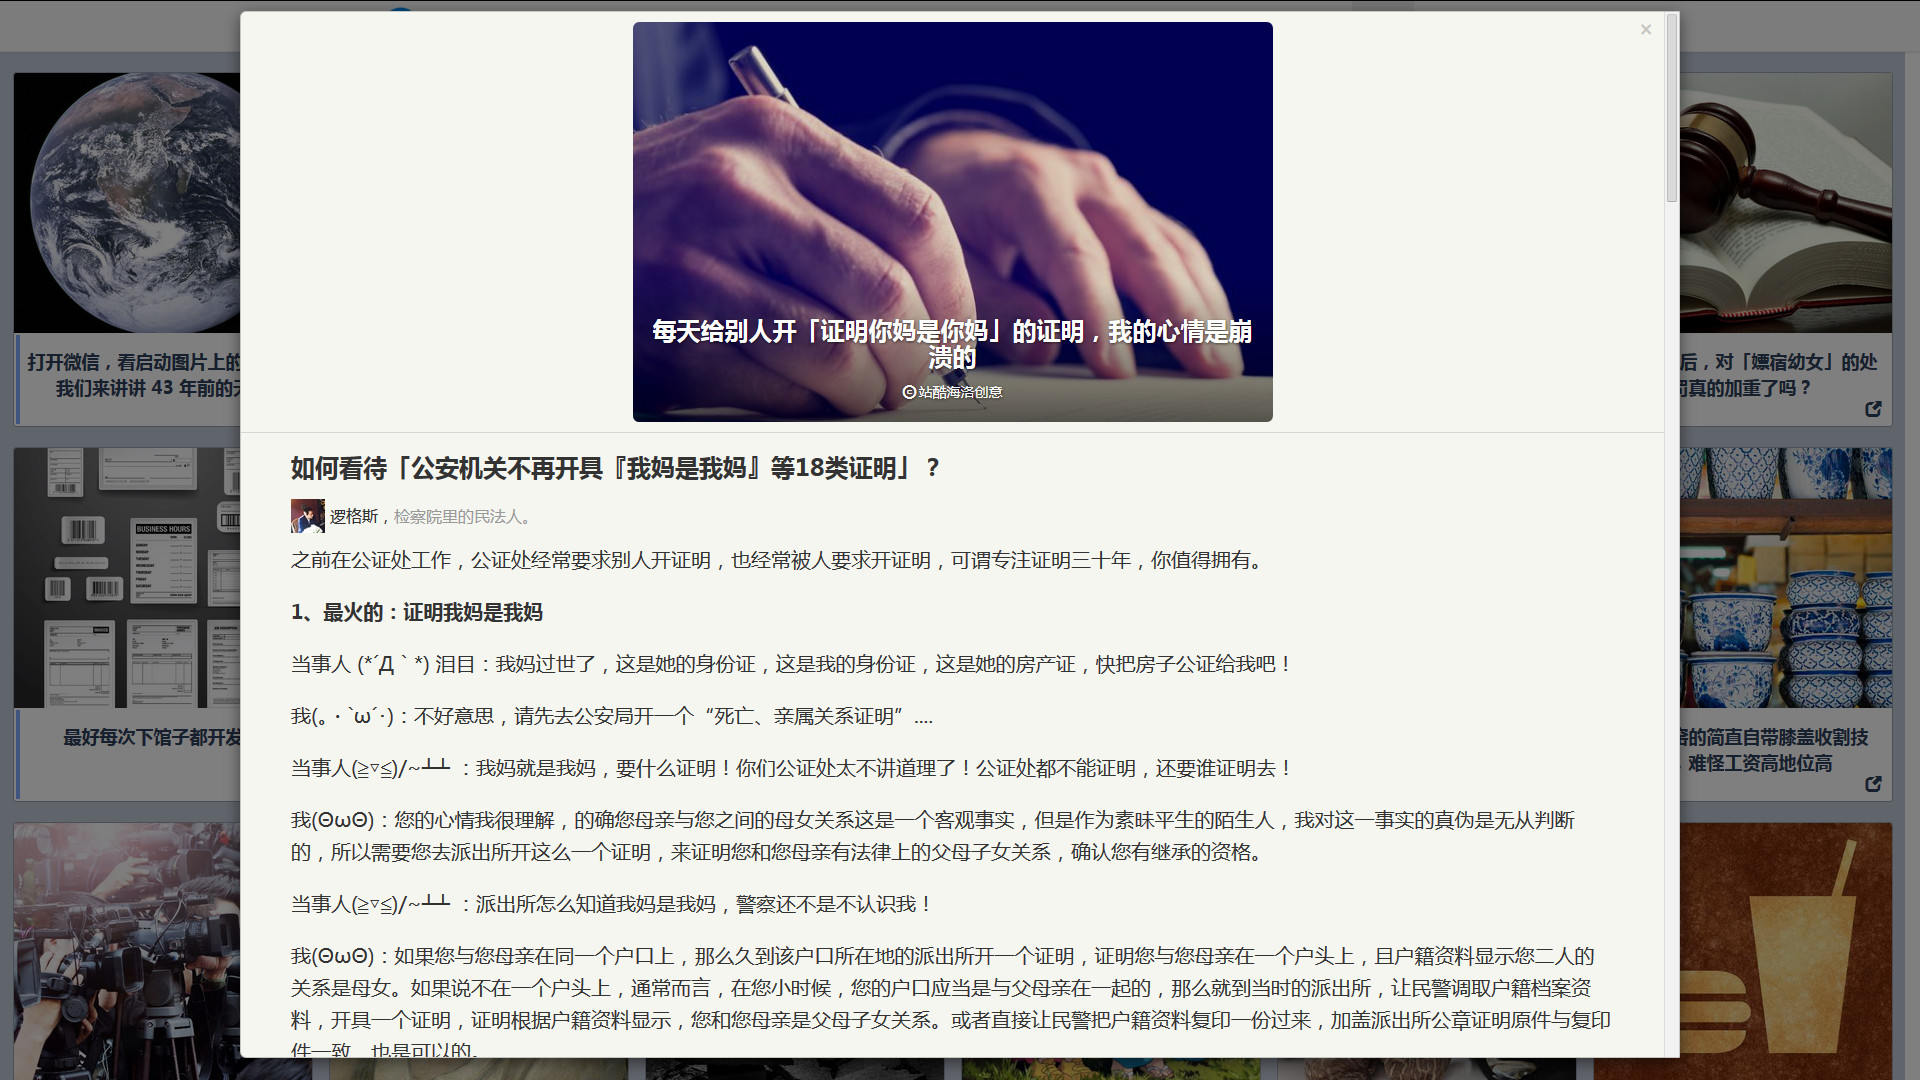 每天给别人开「证明你妈是你妈」的证明，我的心情是崩
溃的
©站酷海洛创意
如何看待「公安机关不再开具『我妈是我妈』等18类证明」？
逻格斯，检察院里的民法人。
之前在公证处工作，公证处经常要求别人开证明，也经常被人要求开证明，可谓专注证明三十年，你值得拥有。
1、最火的：证明我妈是我妈
当事人 (*´Д｀*) 泪目：我妈过世了，这是她的身份证，这是我的身份证，这是她的房产证，快把房子公证给我吧！
我(。· `ω´·)：不好意思，请先去公安局开一个“死亡、亲属关系证明”....
当事人(≧▽≦)/~┴┴ ：我妈就是我妈，要什么证明！你们公证处太不讲道理了！公证处都不能证明，还要谁证明去！
我(ΘωΘ)：您的心情我很理解，的确您母亲与您之间的母女关系这是一个客观事实，但是作为素昧平生的陌生人，我对这一事实的真伪是无从判断
的，所以需要您去派出所开这么一个证明，来证明您和您母亲有法律上的父母子女关系，确认您有继承的资格。
当事人(≧▽≦)/~┴┴ ：派出所怎么知道我妈是我妈，警察还不是不认识我！
我(ΘωΘ)：如果您与您母亲在同一个户口上，那么久到该户口所在地的派出所开一个证明，证明您与您母亲在一个户头上，且户籍资料显示您二人的
关系是母女。如果说不在一个户头上，通常而言，在您小时候，您的户口应当是与父母亲在一起的，那么就到当时的派出所，让民警调取户籍档案资
料，开具一个证明，证明根据户籍资料显示，您和您母亲是父母子女关系。或者直接让民警把户籍资料复印一份过来，加盖派出所公章证明原件与复印
件一致，也是可以的。
打开微信，看启动图片上的
我们来讲讲 43 年前的
最好每次下馆子都开发
BUSINESS HOURS
后，对「嫖宿幼女」的处
罚真的加重了吗？
的简直自带膝盖收割技
难怪工资高地位高